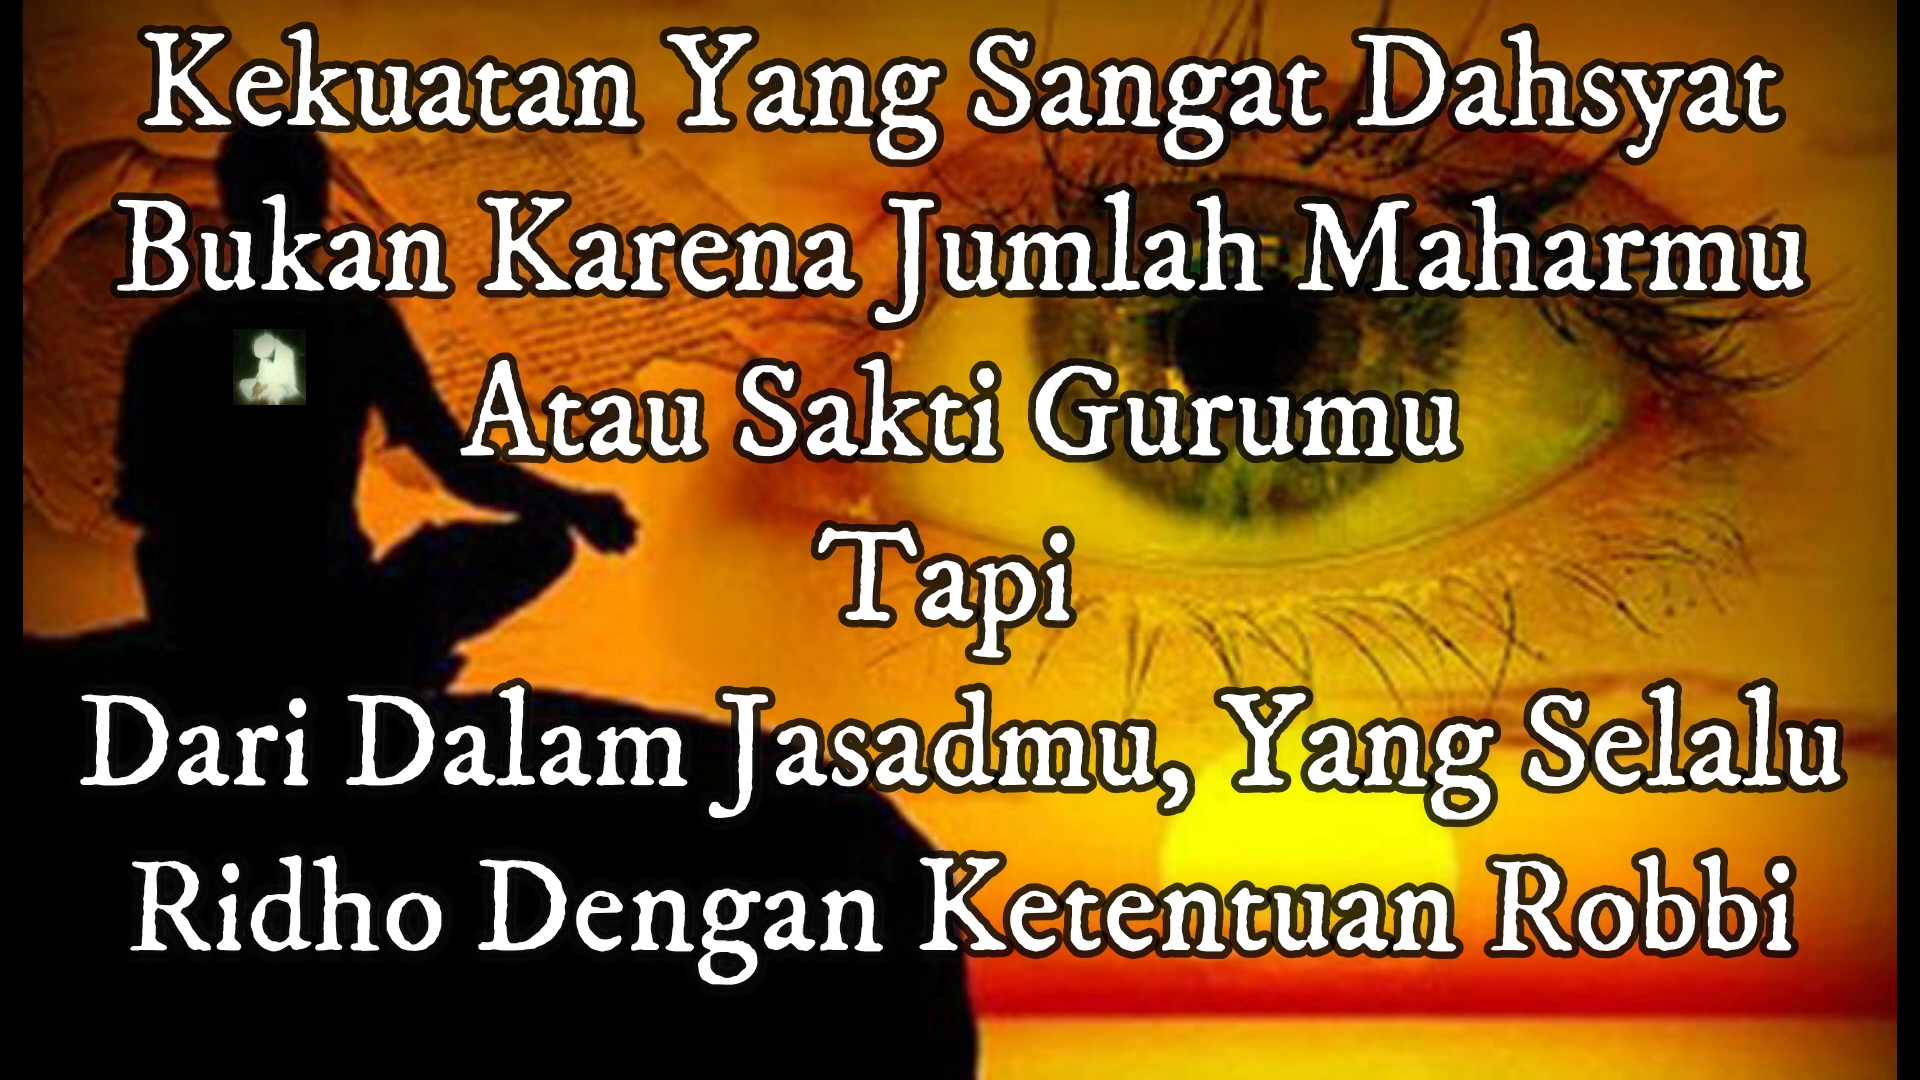 Kekuatan Yang Sangat Dahsyat
Bukan Karena Jumlah Maharmu
Atau Sakti Gurumu
Tapi
Dari Dalam Jasadmu, Yang Selalu
Ridho Dengan Ketentuan Robbi